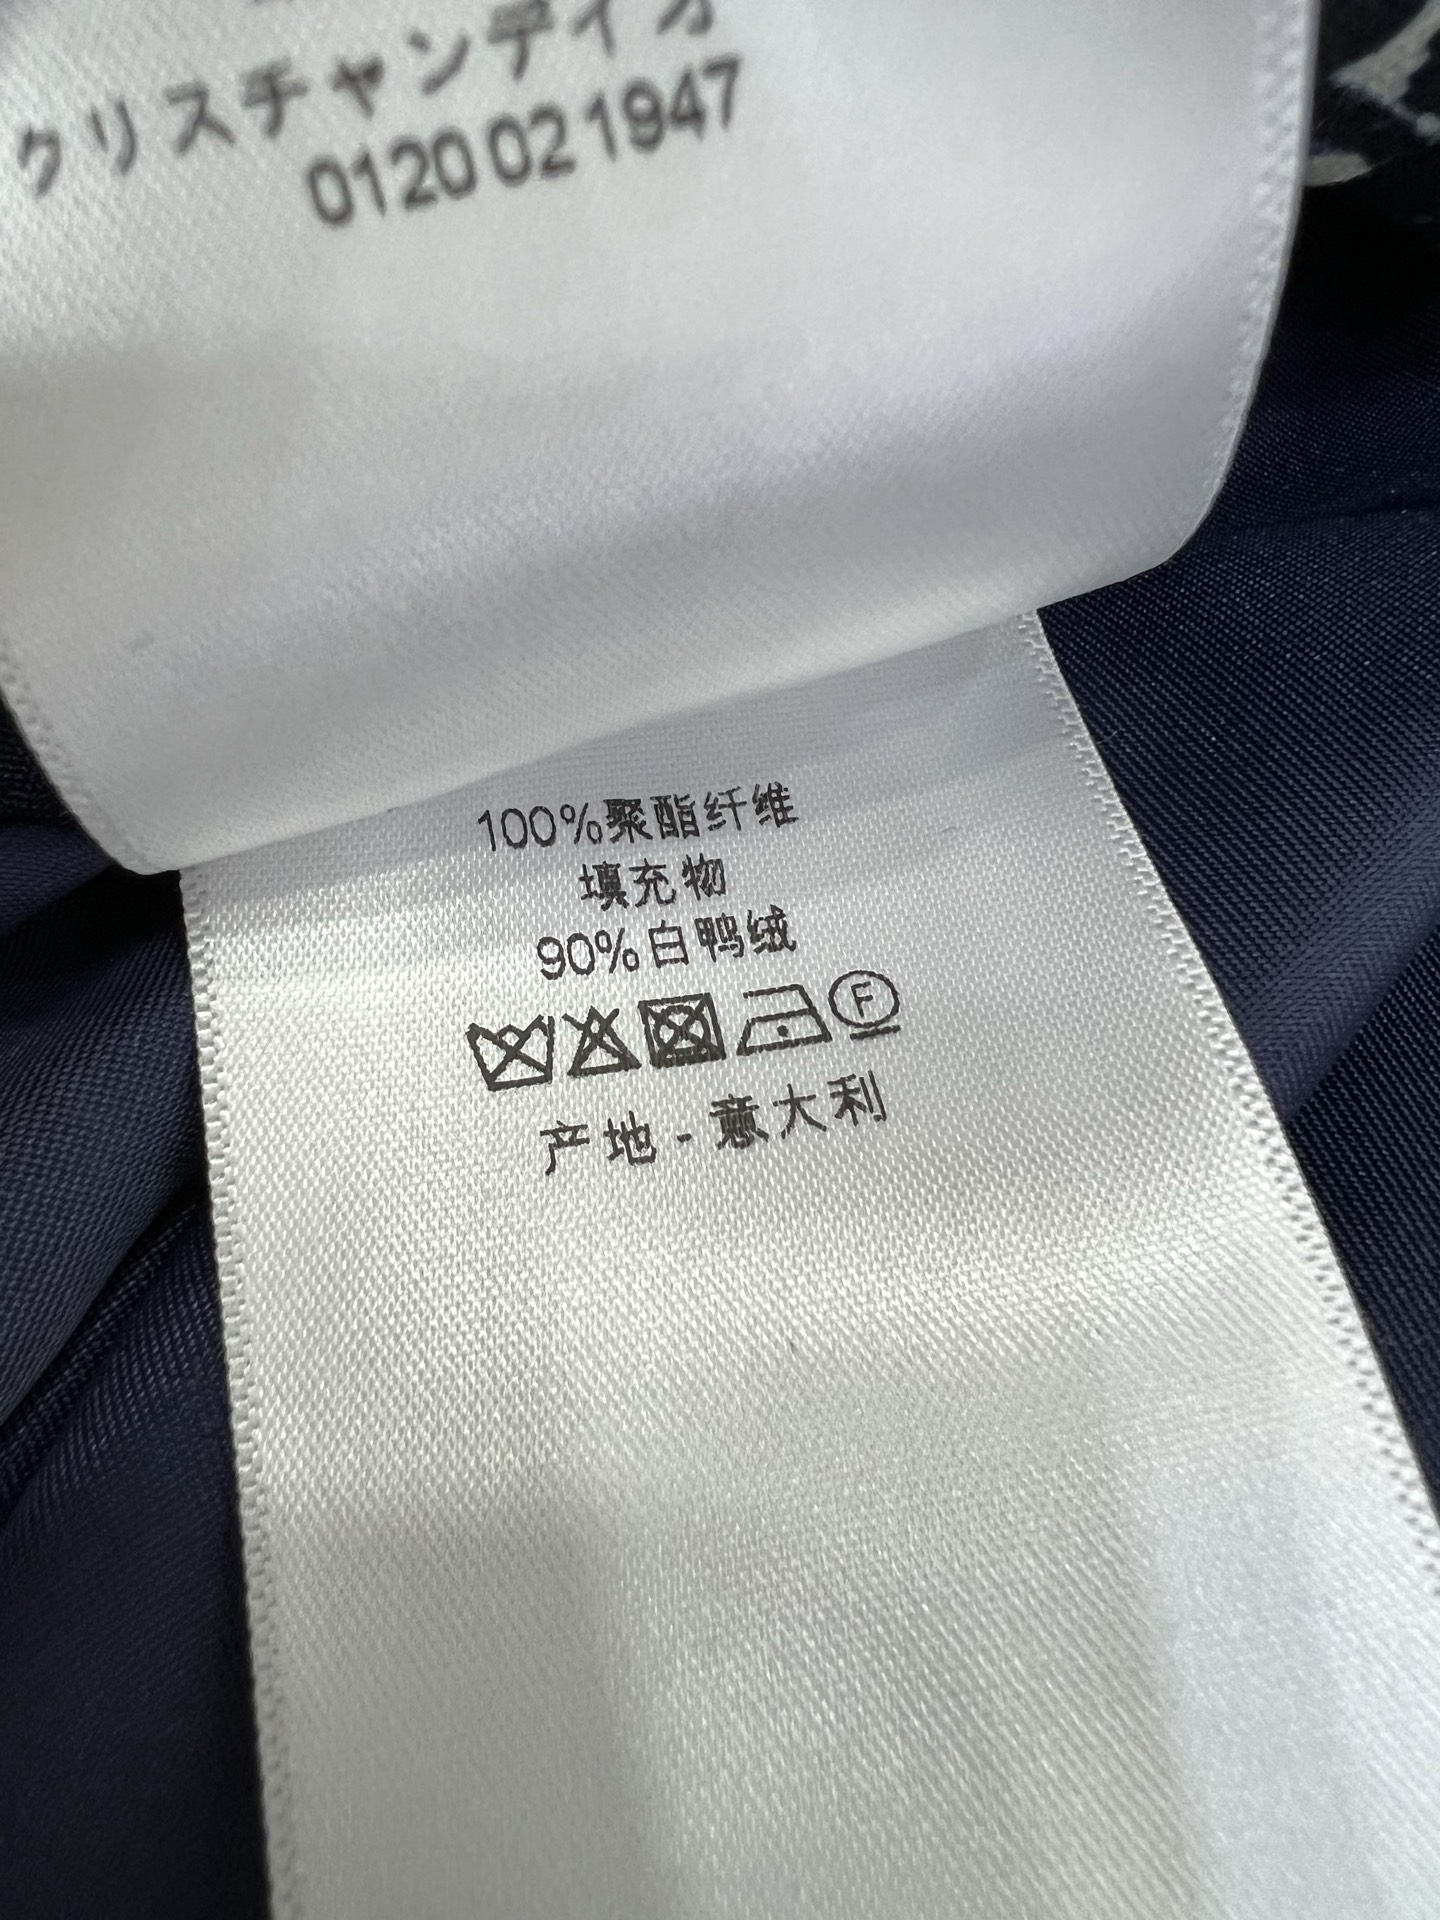 クリスチャンディオ
0120 02 1947
100%聚酯纤维
填充物
90%白鸭绒
F
产地-意大利